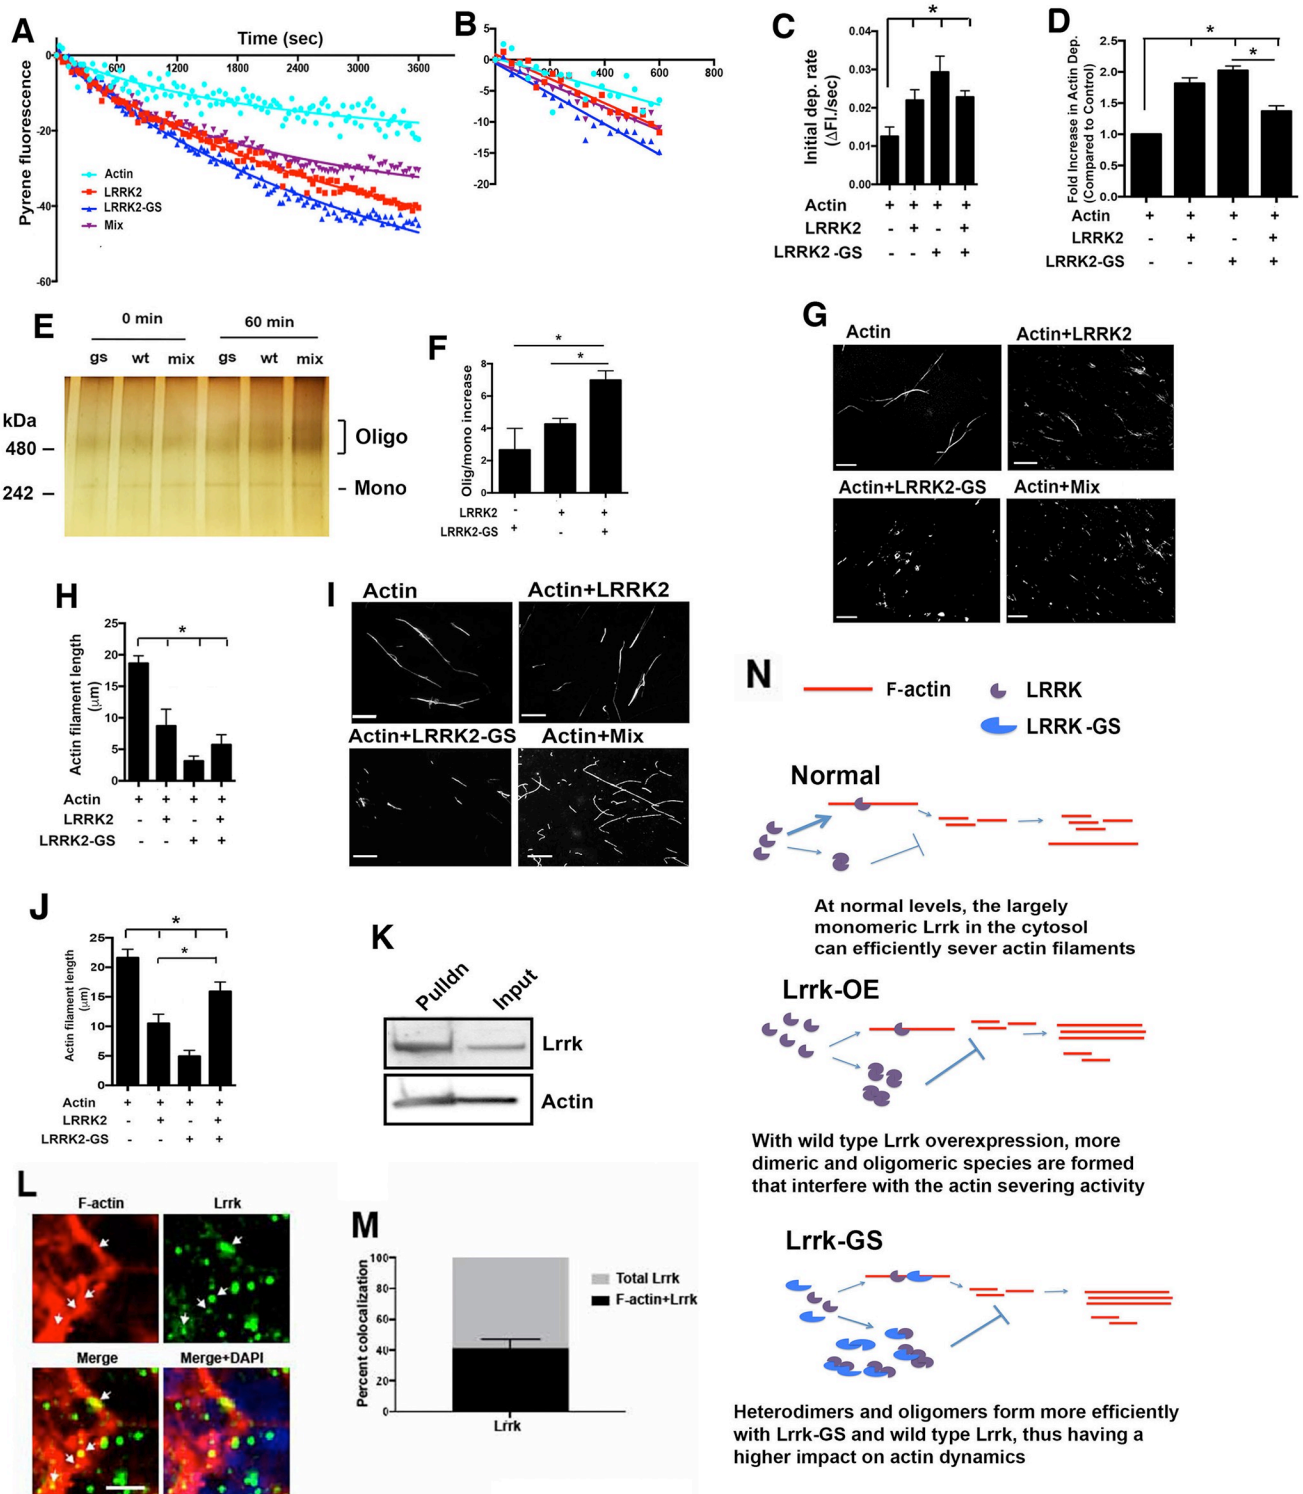 A
Time (sec)
0
600
1200
1800
2400
3000
3600
-20
-40
-60
Pyrene fluorescence
Actin
LRRK2
LRRK2-GS
Mix
B
5
0
200
400
600
800
-5
-10
-15
-20
C
*
0.04
0.03
0.02
0.01
0.00
Initial dep. rate
(ΔFI./sec)
Actin + + + +
LRRK2 - + - +
LRRK2 -GS - - + +
D
*
*
2.5
2.0
1.5
1.0
0.5
0.0
Fold Increase in Actin Dep.
(Compared to Control)
Actin + + + +
LRRK2 - + - +
LRRK2-GS - - + +
E
0 min 60 min
gs wt mix gs wt mix
kDa
480
242
Oligo
Mono
F
*
*
8
6
4
2
0
Olig/mono increase
LRRK2 - + +
LRRK2-GS + - +
G
Actin
Actin+LRRK2
Actin+LRRK2-GS
Actin+Mix
H
*
25
20
15
10
5
0
Actin filament length
(μm)
Actin + + + +
LRRK2 - + - +
LRRK2-GS - - + +
I
Actin
Actin+LRRK2
Actin+LRRK2-GS
Actin+Mix
J
*
*
25
20
15
10
5
0
Actin filament length
(μm)
Actin + + + +
LRRK2 - + - +
LRRK2-GS - - + +
K
Pulldn
Input
Lrrk
Actin
L
F-actin
Lrrk
Merge
Merge+DAPI
M
100
80
60
40
20
0
Percent colocalization
Lrrk
Total Lrrk
F-actin+Lrrk
N
F-actin
LRRK
LRRK-GS
Normal
At normal levels, the largely
monomeric Lrrk in the cytosol
can efficiently sever actin filaments
Lrrk-OE
With wild type Lrrk overexpression, more
dimeric and oligomeric species are formed
that interfere with the actin severing activity
Lrrk-GS
Heterodimers and oligomers form more efficiently
with Lrrk-GS and wild type Lrrk, thus having a
higher impact on actin dynamics